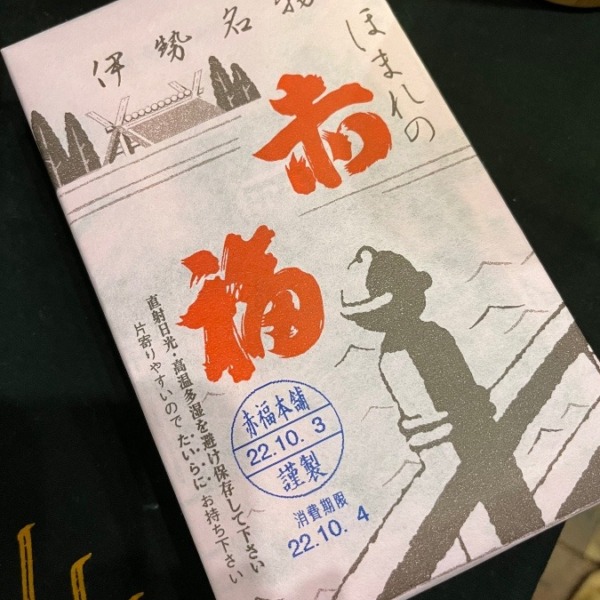 伊勢名物
ほまれの
赤
福
直射日光・高温多湿を避け保存して下さい
片寄りやすいのでたいらにお持ち下さい
赤福本舗
22.10.3
謹製
消費期限
22.10.4